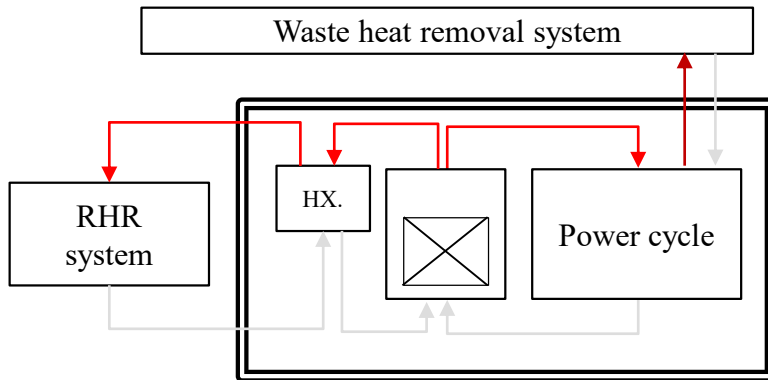 Waste heat removal system
HX.
RHR
system
Power cycle